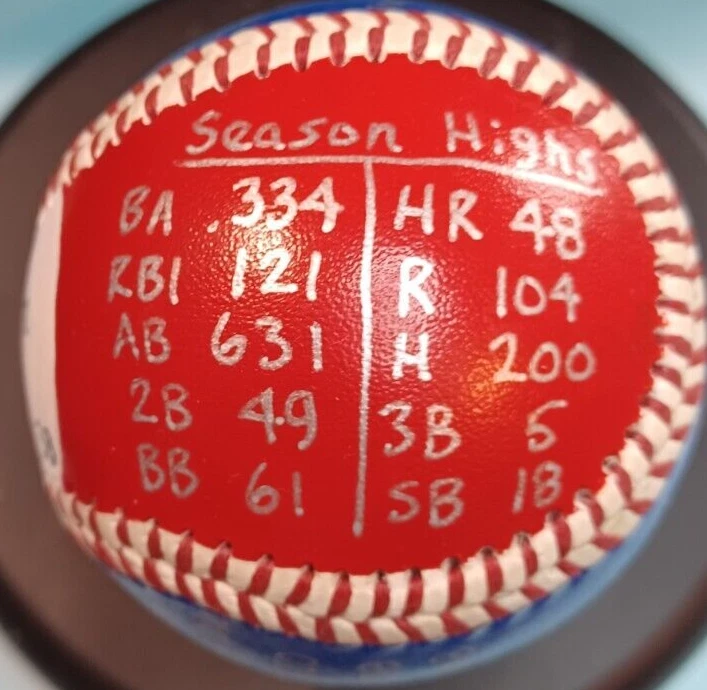 Season Highs
BA .334 HR 48
RBI 121 R 104
AB 631 H 200
2B 49 3B 5
BB 61 SB 18